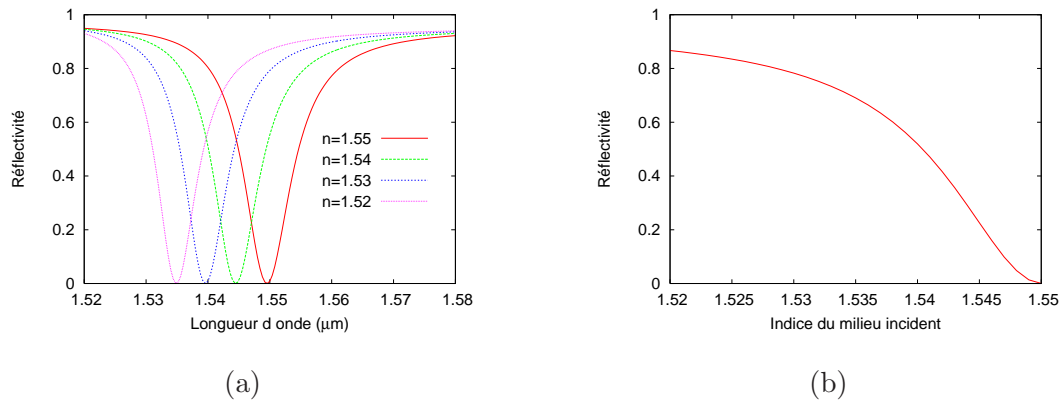 1
0.8
0.6
0.4
0.2
0
1.52 1.53 1.54 1.55 1.56 1.57 1.58
Réflectivité
Longueur d onde (μm)
n=1.55
n=1.54
n=1.53
n=1.52
(a)
1
0.8
0.6
0.4
0.2
0
1.52 1.525 1.53 1.535 1.54 1.545 1.55
Réflectivité
Indice du milieu incident
(b)